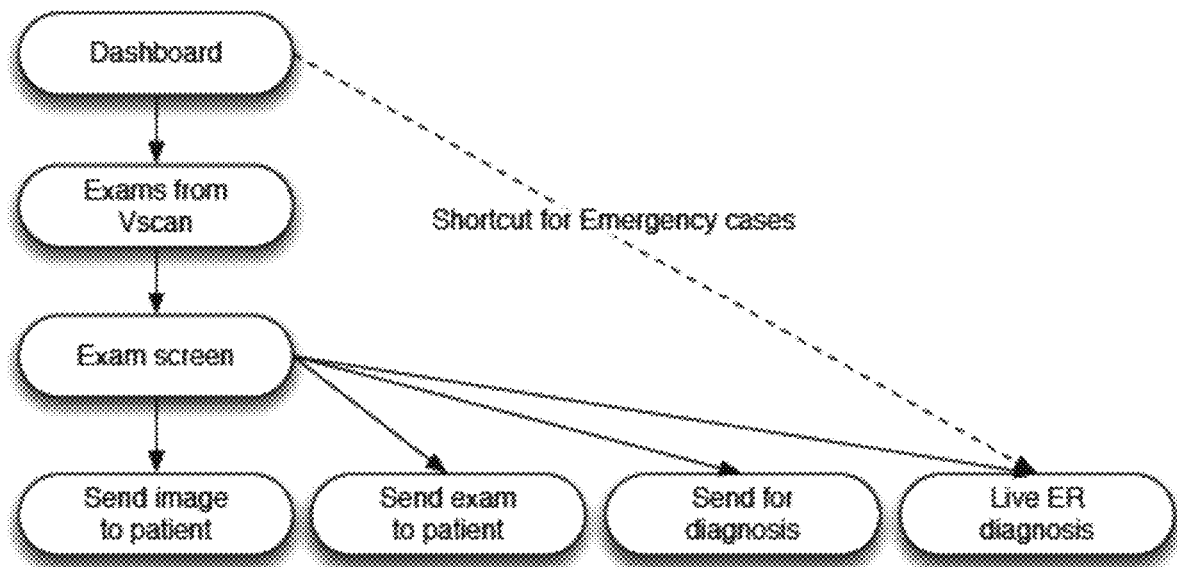 Dashboard
Exams from
Vscan
Shortcut for Emergency cases
Exam screen
Send image
to patient
Send exam
to patient
Send for
diagnosis
Live ER
diagnosis